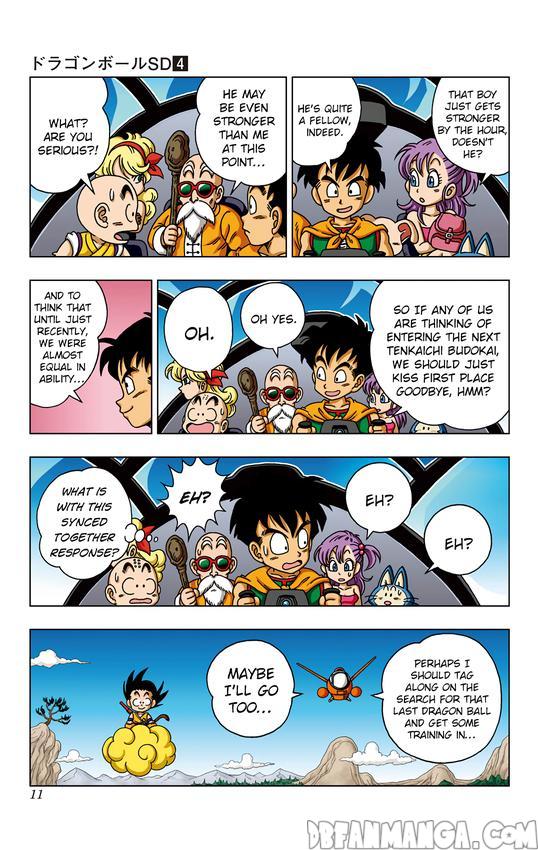 ドラゴンボールSD4
THAT BOY
JUST GETS
STRONGER
BY THE HOUR,
DOESN'T
HE?
HE'S QUITE
A FELLOW,
INDEED.
HE MAY
BE EVEN
STRONGER
THAN ME
AT THIS
POINT...
WHAT?
ARE YOU
SERIOUS?!
SO IF ANY OF US
ARE THINKING OF
ENTERING THE NEXT
TENKAICHI BUDOKAI,
WE SHOULD JUST
KISS FIRST PLACE
GOODBYE, HMM?
OH YES.
OH.
AND TO
THINK THAT
UNTIL JUST
RECENTLY,
WE WERE
ALMOST
EQUAL IN
ABILITY...
EH?
EH?
EH?
WHAT IS
WITH THIS
SYNCED
TOGETHER
RESPONSE?
PERHAPS I
SHOULD TAG
ALONG ON THE
SEARCH FOR THAT
LAST DRAGON BALL
AND GET SOME
TRAINING IN...
MAYBE
I'LL GO
TOO...
11
DBFANMANGA.COM